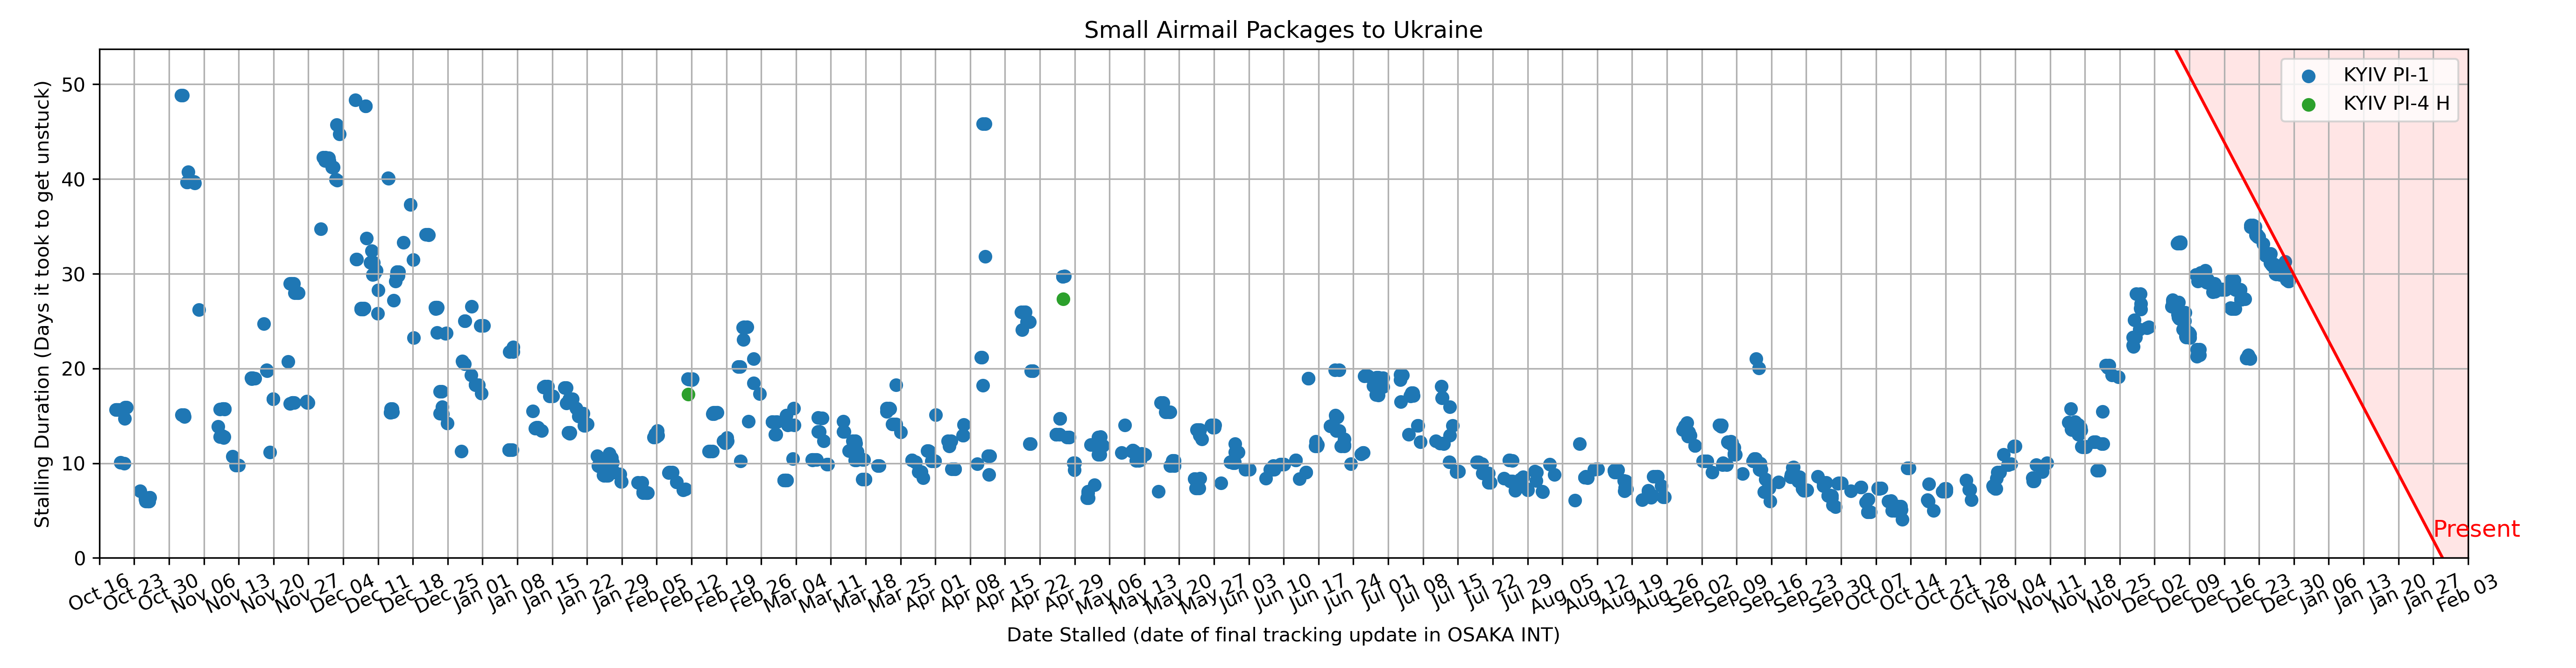 Small Airmail Packages to Ukraine
Stalling Duration (Days it took to get unstuck)
50
40
30
20
10
0
KYIV PI-1
KYIV PI-4 H
Present
Oct 16
Oct 23
Oct 30
Nov 06
Nov 13
Nov 20
Nov 27
Dec 04
Dec 11
Dec 18
Dec 25
Jan 01
Jan 08
Jan 15
Jan 22
Jan 29
Feb 05
Feb 12
Feb 19
Feb 26
Mar 04
Mar 11
Mar 18
Mar 25
Apr 01
Apr 08
Apr 15
Apr 22
Apr 29
May 06
May 13
May 20
May 27
Jun 03
Jun 10
Jun 17
Jun 24
Jul 01
Jul 08
Jul 15
Jul 22
Jul 29
Aug 05
Aug 12
Aug 19
Aug 26
Sep 02
Sep 09
Sep 16
Sep 23
Sep 30
Oct 07
Oct 14
Oct 21
Oct 28
Nov 04
Nov 11
Nov 18
Nov 25
Dec 02
Dec 09
Dec 16
Dec 23
Dec 30
Jan 06
Jan 13
Jan 20
Jan 27
Feb 03
Date Stalled (date of final tracking update in OSAKA INT)